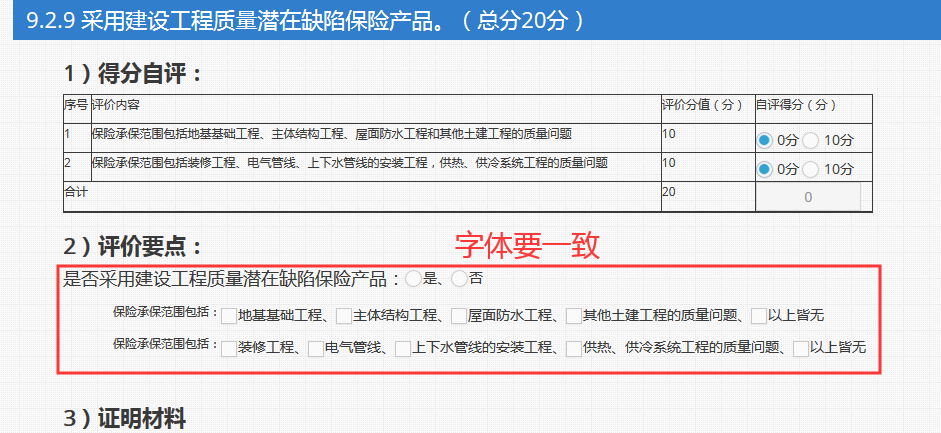 9.2.9 采用建设工程质量潜在缺陷保险产品。（总分20分）
1）得分自评：
序号 评价内容 评价分值（分） 自评得分（分）
1 保险承保范围包括地基基础工程、主体结构工程、屋面防水工程和其他土建工程的质量问题 10 0分 10分
2 保险承保范围包括装修工程、电气管线、上下水管线的安装工程，供热、供冷系统工程的质量问题 10 0分 10分
合计 20 0
2）评价要点：
字体要一致
是否采用建设工程质量潜在缺陷保险产品：是、否
保险承保范围包括：地基基础工程、主体结构工程、屋面防水工程、其他土建工程的质量问题、以上皆无
保险承保范围包括：装修工程、电气管线、上下水管线的安装工程、供热、供冷系统工程的质量问题、以上皆无
3）证明材料